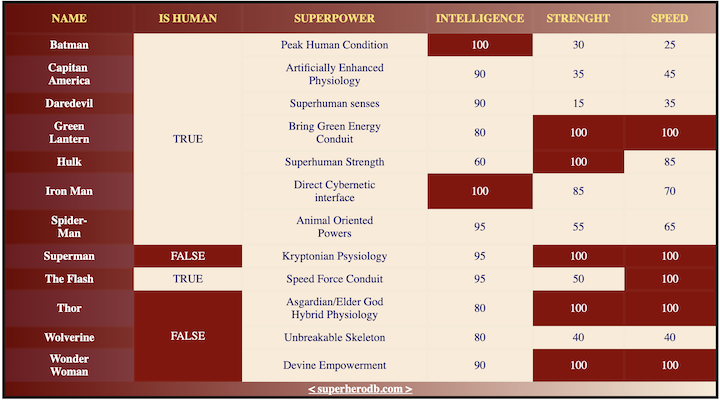 NAME IS HUMAN SUPERPOWER INTELLIGENCE STRENGHT SPEED
Batman Peak Human Condition 100 30 25
Capitan
America
Artificially Enhanced
Physiology
90 35 45
Daredevil Superhuman senses 90 15 35
Green
Lantern
TRUE
Bring Green Energy
Conduit
80 100 100
Hulk Superhuman Strength 60 100 85
Iron Man
Direct Cybernetic
interface
100 85 70
Spider-
Man
Animal Oriented
Powers
95 55 65
Superman FALSE Kryptonian Psysiology 95 100 100
The Flash TRUE Speed Force Conduit 95 50 100
Thor
Asgardian/Elder God
Hybrid Physiology
80 100 100
Wolverine FALSE Unbreakable Skeleton 80 40 40
Wonder
Woman
Devine Empowerment 90 100 100
< superherodb.com >